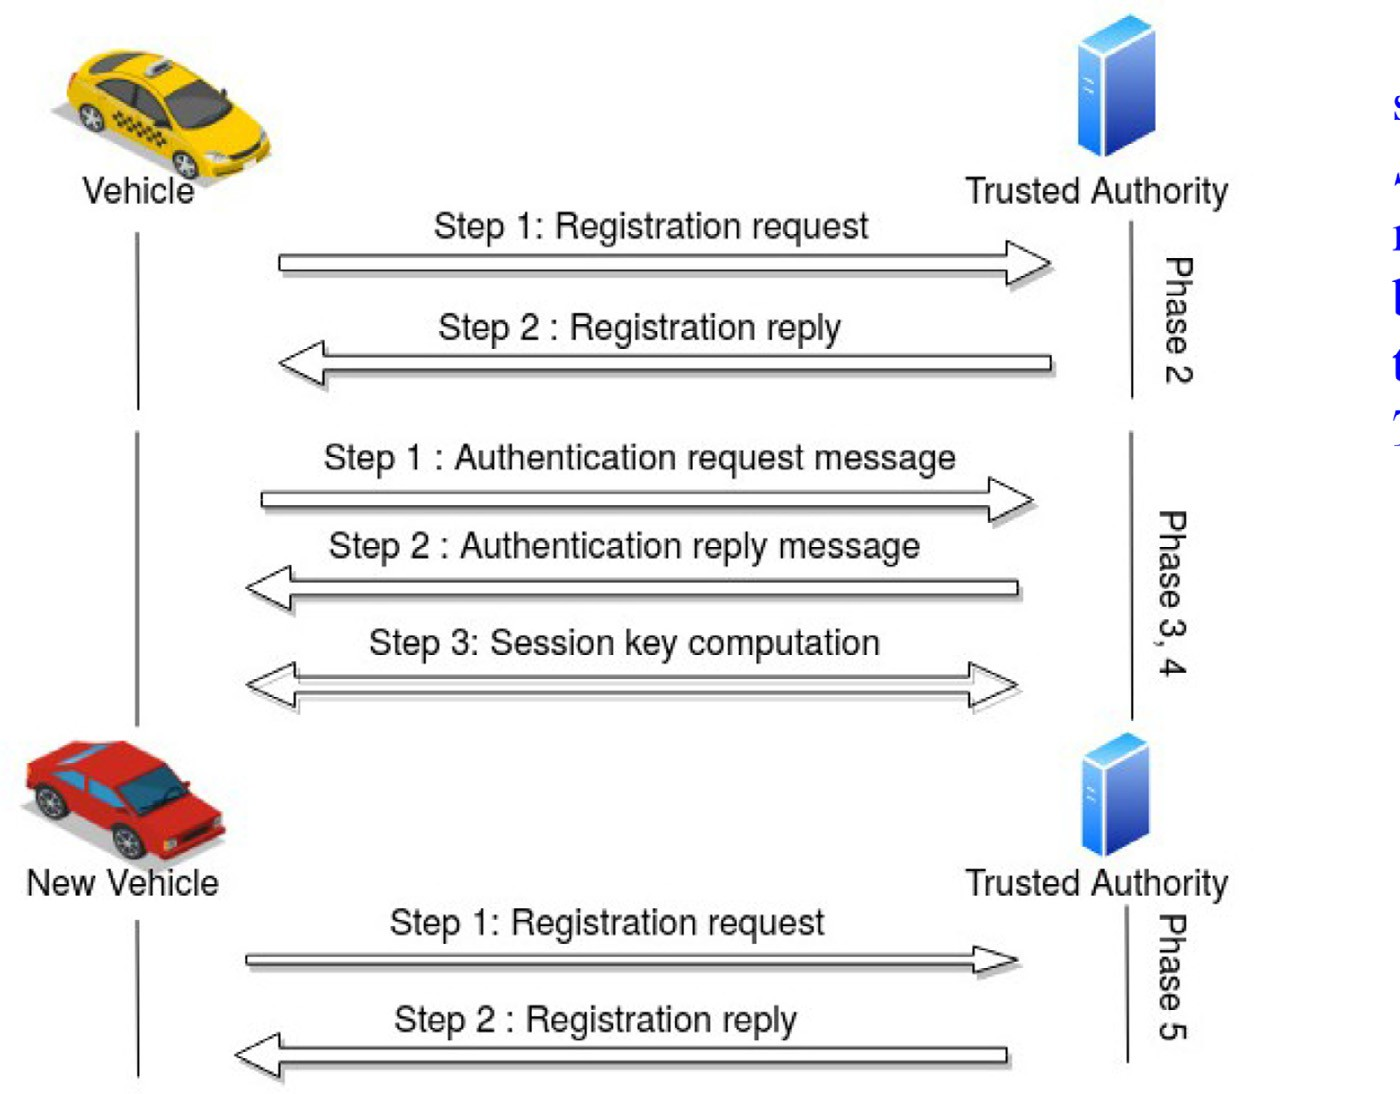 Vehicle
Trusted Authority
Step 1: Registration request
Step 2 : Registration reply
Phase 2
Step 1 : Authentication request message
Step 2 : Authentication reply message
Step 3: Session key computation
Phase 3, 4
New Vehicle
Trusted Authority
Step 1: Registration request
Step 2 : Registration reply
Phase 5